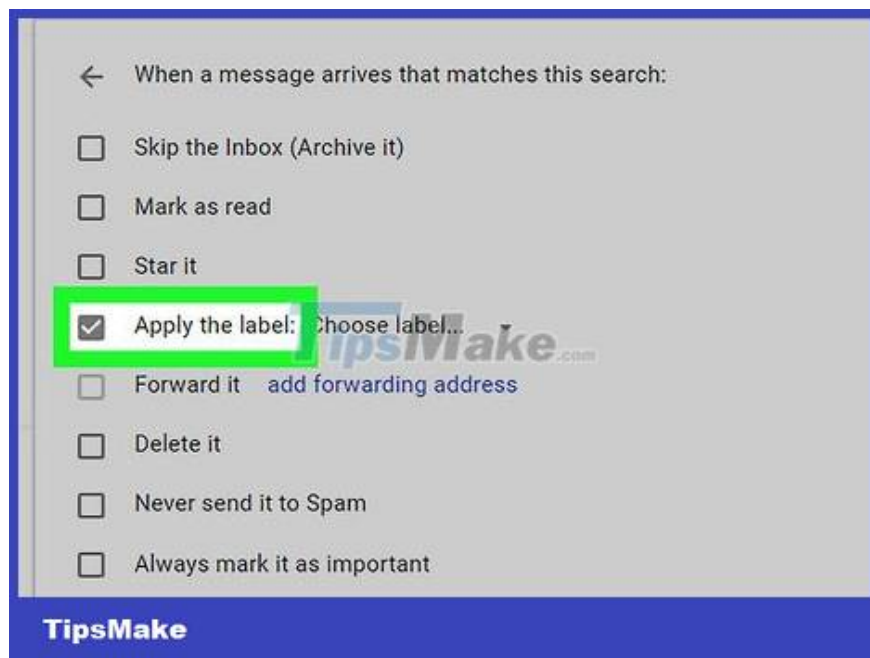 ← When a message arrives that matches this search:
Skip the Inbox (Archive it)
Mark as read
Star it
Apply the label: Choose label...
TipsMake.com
Forward it add forwarding address
Delete it
Never send it to Spam
Always mark it as important
TipsMake